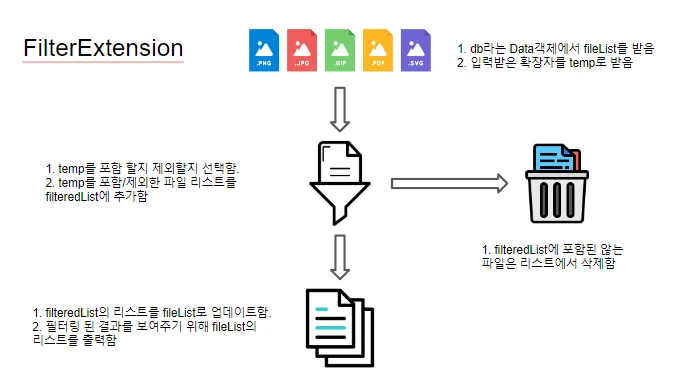 FilterExtension
.PNG
.JPG
.GIF
.PDF
.SVG
1. db라는 Data객체에서 fileList를 받음
2. 입력받은 확장자를 temp로 받음
1. temp를 포함 할지 제외할지 선택함.
2. temp를 포함/제외한 파일 리스트를
filteredList에 추가함
1. filteredList에 포함된 않는
파일은 리스트에서 삭제함
1. filteredList의 리스트를 fileList로 업데이트함.
2. 필터링 된 결과를 보여주기 위해 fileList의
리스트를 출력함